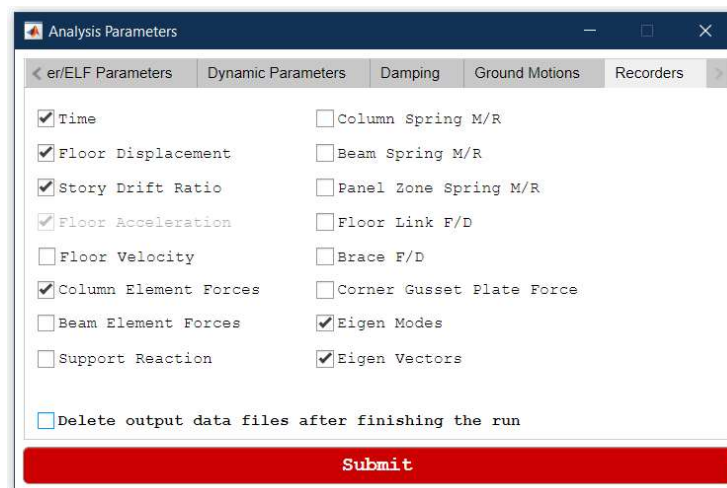 Analysis Parameters
er/ELF Parameters Dynamic Parameters Damping Ground Motions Recorders
Time
Floor Displacement
Story Drift Ratio
Floor Acceleration
Floor Velocity
Column Element Forces
Beam Element Forces
Support Reaction
Column Spring M/R
Beam Spring M/R
Panel Zone Spring M/R
Floor Link F/D
Brace F/D
Corner Gusset Plate Force
Eigen Modes
Eigen Vectors
Delete output data files after finishing the run
Submit